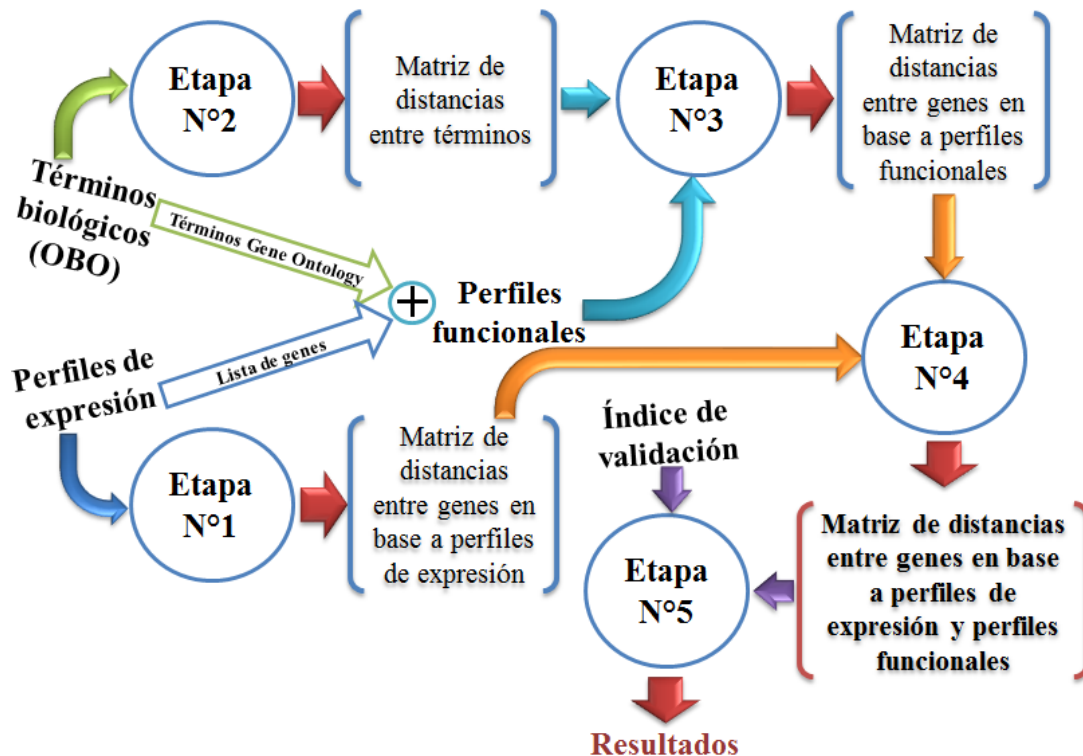 Etapa
N°2
Matriz de
distancias
entre términos
Etapa
N°3
Matriz de
distancias
entre genes en
base a perfiles
funcionales
Términos
biológicos
(OBO)
Términos Gene Ontology
Perfiles
funcionales
Lista de genes
Perfiles de
expresión
Etapa
N°4
Índice de
validación
Etapa
N°1
Matriz de
distancias
entre genes en
base a perfiles
de expresión
Etapa
N°5
Matriz de distancias
entre genes en base
a perfiles de
expresión y perfiles
funcionales
Resultados